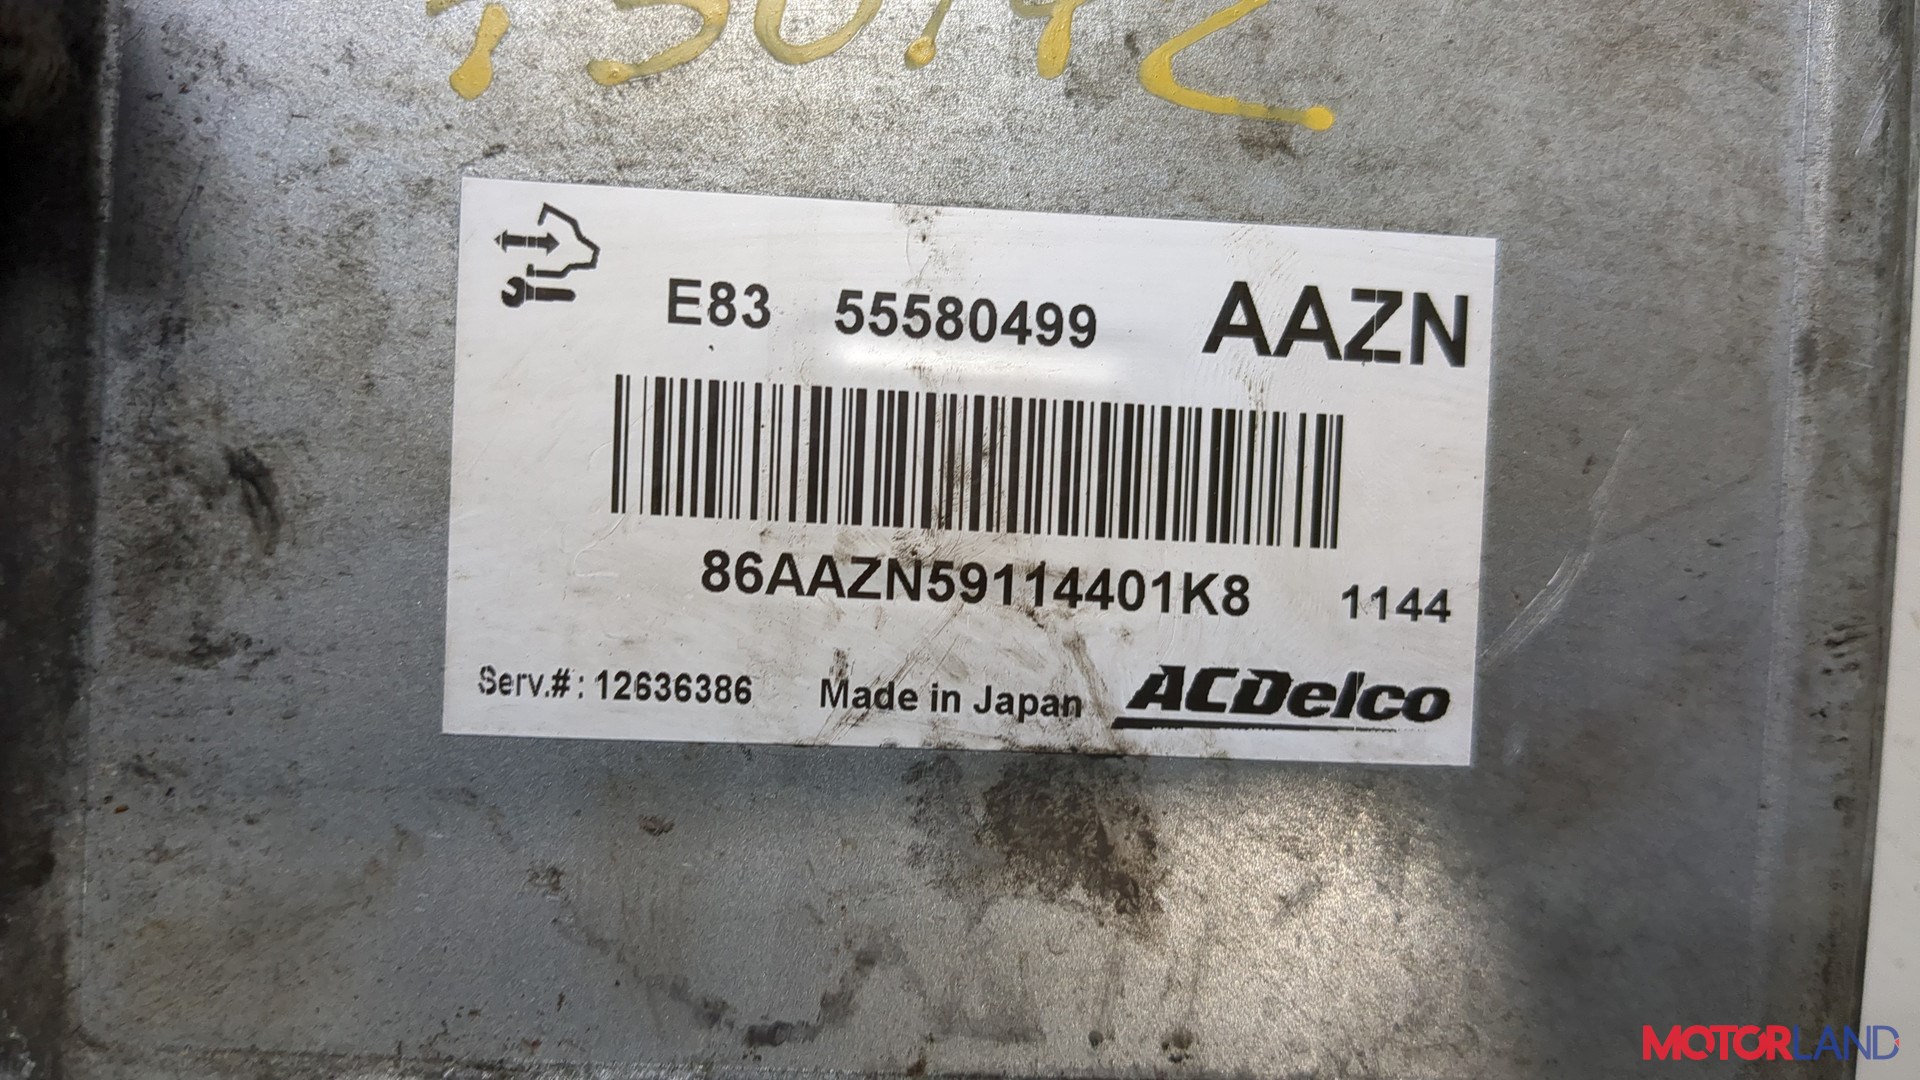 E83 55580499 AAZN
86AAZN59114401K8 1144
Serv.#: 12636386 Made in Japan ACDelco
MOTORLAND